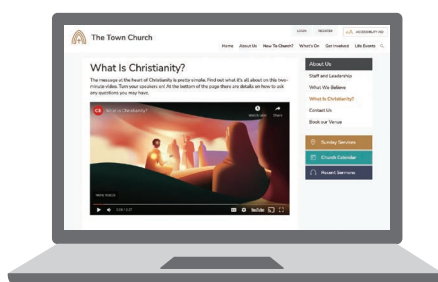 The Town Church
LOGIN
REGISTER
ACCESSIBILITY
Home
About Us
New To Church?
What's On
Get Involved
Life Events
What Is Christianity?
The message at the heart of Christianity is pretty simple. Find out what it's all about on this two-
minute video. Turn your speakers on! At the bottom of the page there are details on how to ask
any questions you may have.
What is Christianity?
Watch later
Share
MORE VIDEOS
YouTube
About Us
Staff and Leadership
What We Believe
What Is Christianity?
Contact Us
Book our Venue
Sunday Services
Church Calendar
Recent Sermons